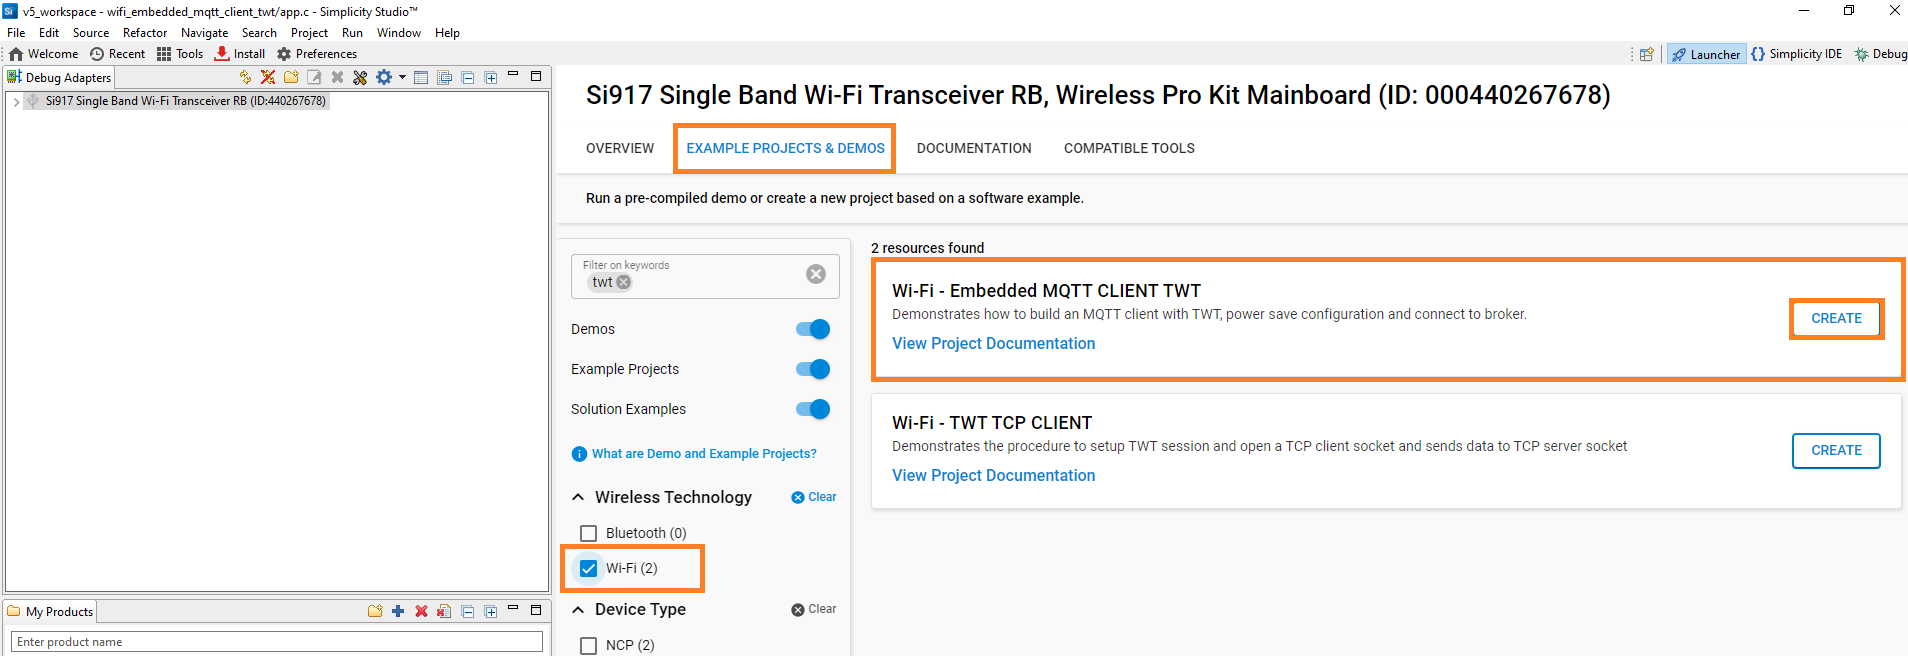 v5_workspace - wifi_embedded_mqtt_client_twt/app.c - Simplicity Studio™
File Edit Source Refactor Navigate Search Project Run Window Help
Welcome Recent Tools Install Preferences
Launcher Simplicity IDE Debug
Debug Adapters
Si917 Single Band Wi-Fi Transceiver RB (ID:440267678)
My Products
Enter product name
Si917 Single Band Wi-Fi Transceiver RB, Wireless Pro Kit Mainboard (ID: 000440267678)
OVERVIEW EXAMPLE PROJECTS & DEMOS DOCUMENTATION COMPATIBLE TOOLS
Run a pre-compiled demo or create a new project based on a software example.
Filter on keywords
twt
Demos
Example Projects
Solution Examples
What are Demo and Example Projects?
Wireless Technology Clear
Bluetooth (0)
Wi-Fi (2)
Device Type Clear
NCP (2)
2 resources found
Wi-Fi - Embedded MQTT CLIENT TWT
Demonstrates how to build an MQTT client with TWT, power save configuration and connect to broker.
CREATE
View Project Documentation
Wi-Fi - TWT TCP CLIENT
Demonstrates the procedure to setup TWT session and open a TCP client socket and sends data to TCP server socket
CREATE
View Project Documentation